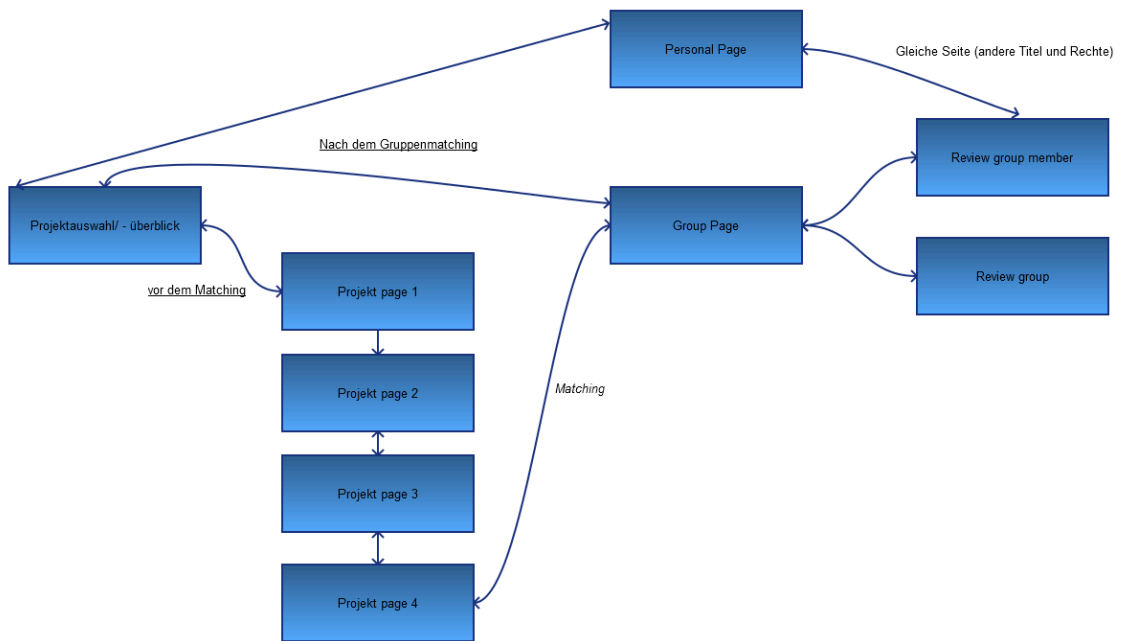 Personal Page
Gleiche Seite (andere Titel und Rechte)
Nach dem Gruppenmatching
Review group member
Projektauswahl/ - überblick
Group Page
Review group
vor dem Matching
Projekt page 1
Projekt page 2
Matching
Projekt page 3
Projekt page 4